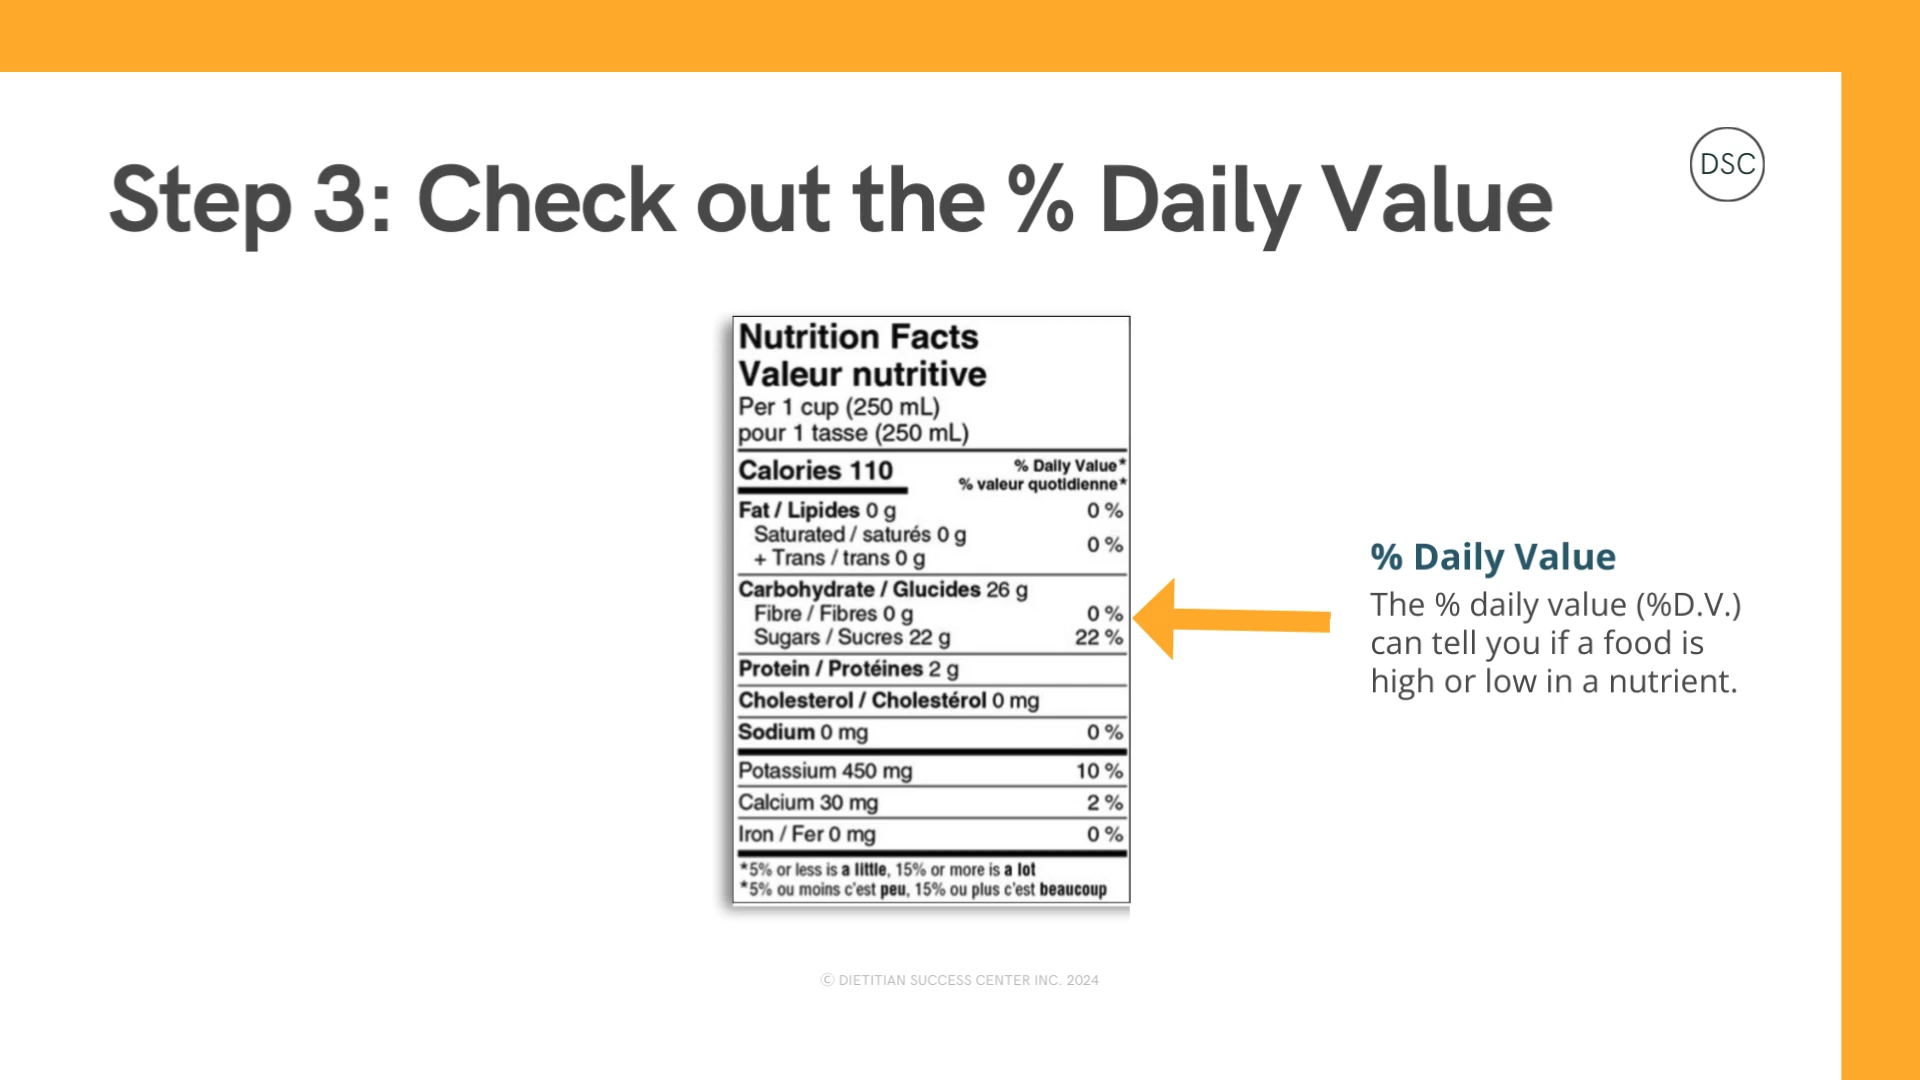 Step 3: Check out the % Daily Value
DSC
Nutrition Facts
Valeur nutritive
Per 1 cup (250 mL)
pour 1 tasse (250 mL)
Calories 110
% Daily Value*
% valeur quotidienne*
Fat / Lipides 0 g 0 %
Saturated / saturés 0 g
+ Trans / trans 0 g 0 %
Carbohydrate / Glucides 26 g
Fibre / Fibres 0 g 0 %
Sugars / Sucres 22 g 22 %
Protein / Protéines 2 g
Cholesterol / Cholestérol 0 mg
Sodium 0 mg 0 %
Potassium 450 mg 10 %
Calcium 30 mg 2 %
Iron / Fer 0 mg 0 %
*5% or less is a little, 15% or more is a lot
*5% ou moins c'est peu, 15% ou plus c'est beaucoup
% Daily Value
The % daily value (%D.V.)
can tell you if a food is
high or low in a nutrient.
© DIETITIAN SUCCESS CENTER INC. 2024